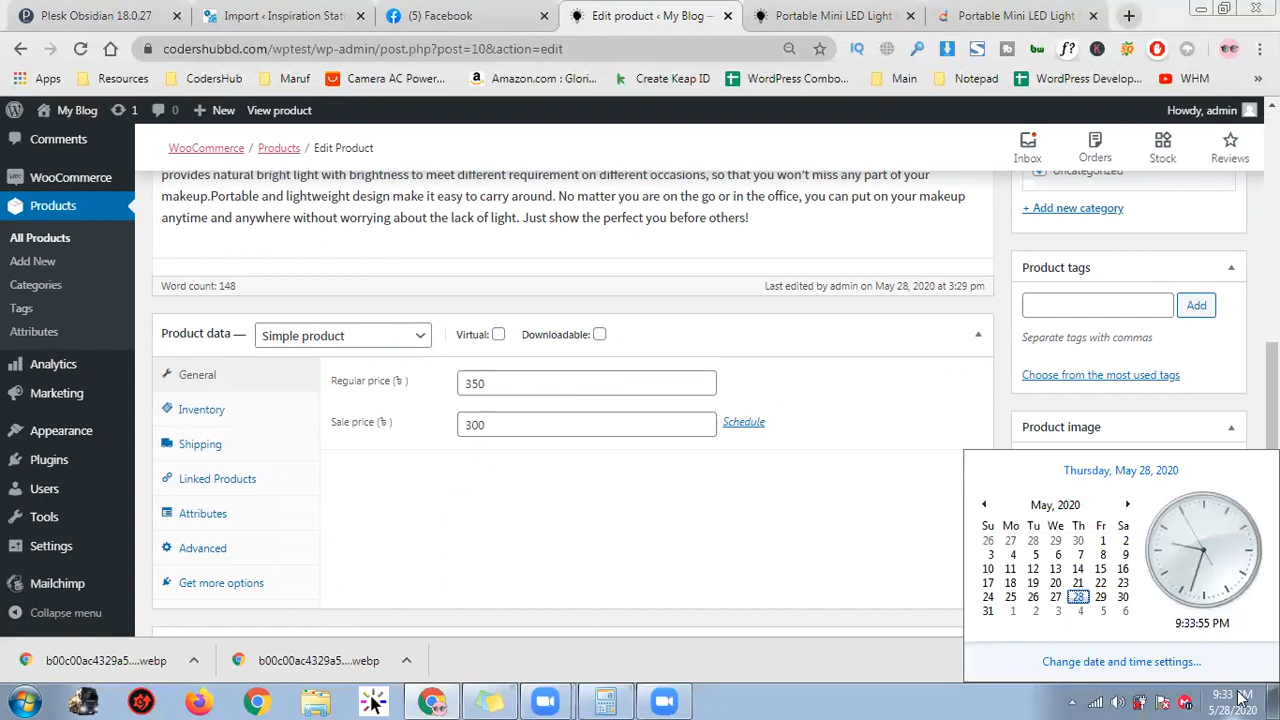 Plesk Obsidian 18.0.27
Import ‹ Inspiration Stati
(5) Facebook
Edit product ‹ My Blog —
Portable Mini LED Light
Portable Mini LED Light
codershubbd.com/wptest/wp-admin/post.php?post=10&action=edit
Apps
Resources
CodersHub
Maruf
Camera AC Powe...
Amazon.com: Glori...
Create Keap ID
WordPress Combo...
Main
Notepad
WordPress Develop...
WHM
My Blog
1
0
New
View product
Howdy, admin
Comments
WooCommerce
Products
All Products
Add New
Categories
Tags
Attributes
Analytics
Marketing
Appearance
Plugins
Users
Tools
Settings
Mailchimp
Collapse menu
WooCommerce / Products / Edit Product
Inbox
Orders
Stock
Reviews
provides natural bright light with brightness to meet different requirement on different occasions, so that you won't miss any part of your
makeup.Portable and lightweight design make it easy to carry around. No matter you are on the go or in the office, you can put on your makeup
anytime and anywhere without worrying about the lack of light. Just show the perfect you before others!
Word count: 148
Last edited by admin on May 28, 2020 at 3:29 pm
Product data —
Simple product
Virtual:
Downloadable:
General
Inventory
Shipping
Linked Products
Attributes
Advanced
Get more options
Regular price (৳ )
350
Sale price (৳ )
300
Schedule
Uncategorized
+ Add new category
Product tags
Add
Separate tags with commas
Choose from the most used tags
Product image
Thursday, May 28, 2020
May, 2020
Su Mo Tu We Th Fr Sa
26 27 28 29 30 1 2
3 4 5 6 7 8 9
10 11 12 13 14 15 16
17 18 19 20 21 22 23
24 25 26 27 28 29 30
31 1 2 3 4 5 6
9:33:55 PM
Change date and time settings...
b00c00ac4329a5....webp
b00c00ac4329a5....webp
9:33 PM
5/28/2020